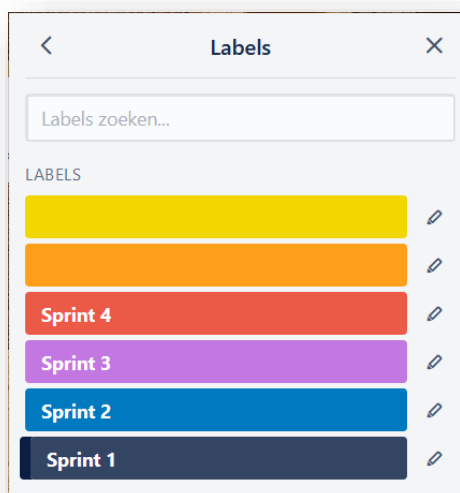 Labels
Labels zoeken...
LABELS
Sprint 4
Sprint 3
Sprint 2
Sprint 1